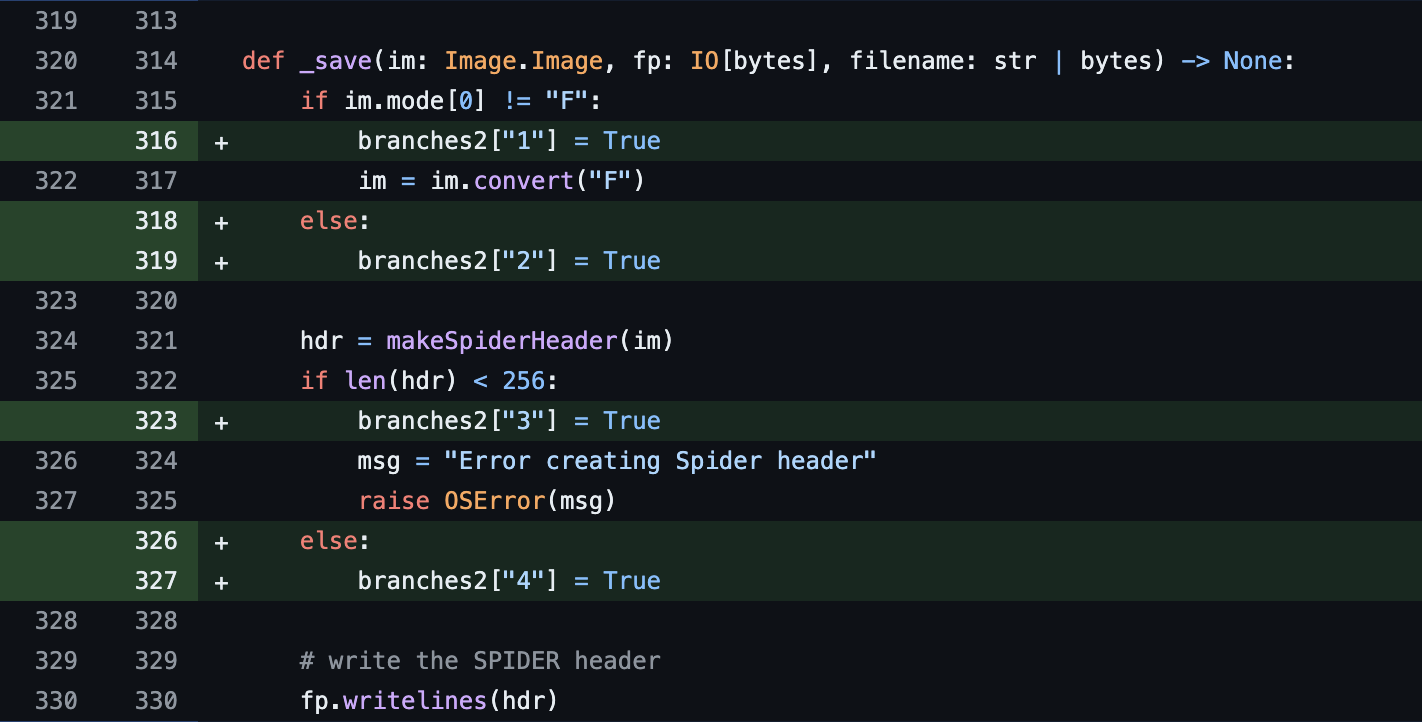 319 313
320 314 def _save(im: Image.Image, fp: IO[bytes], filename: str | bytes) -> None:
321 315     if im.mode[0] != "F":
316 +         branches2["1"] = True
322 317         im = im.convert("F")
318 +     else:
319 +         branches2["2"] = True
323 320
324 321     hdr = makeSpiderHeader(im)
325 322     if len(hdr) < 256:
323 +         branches2["3"] = True
326 324         msg = "Error creating Spider header"
327 325         raise OSError(msg)
326 +     else:
327 +         branches2["4"] = True
328 328
329 329     # write the SPIDER header
330 330     fp.writelines(hdr)